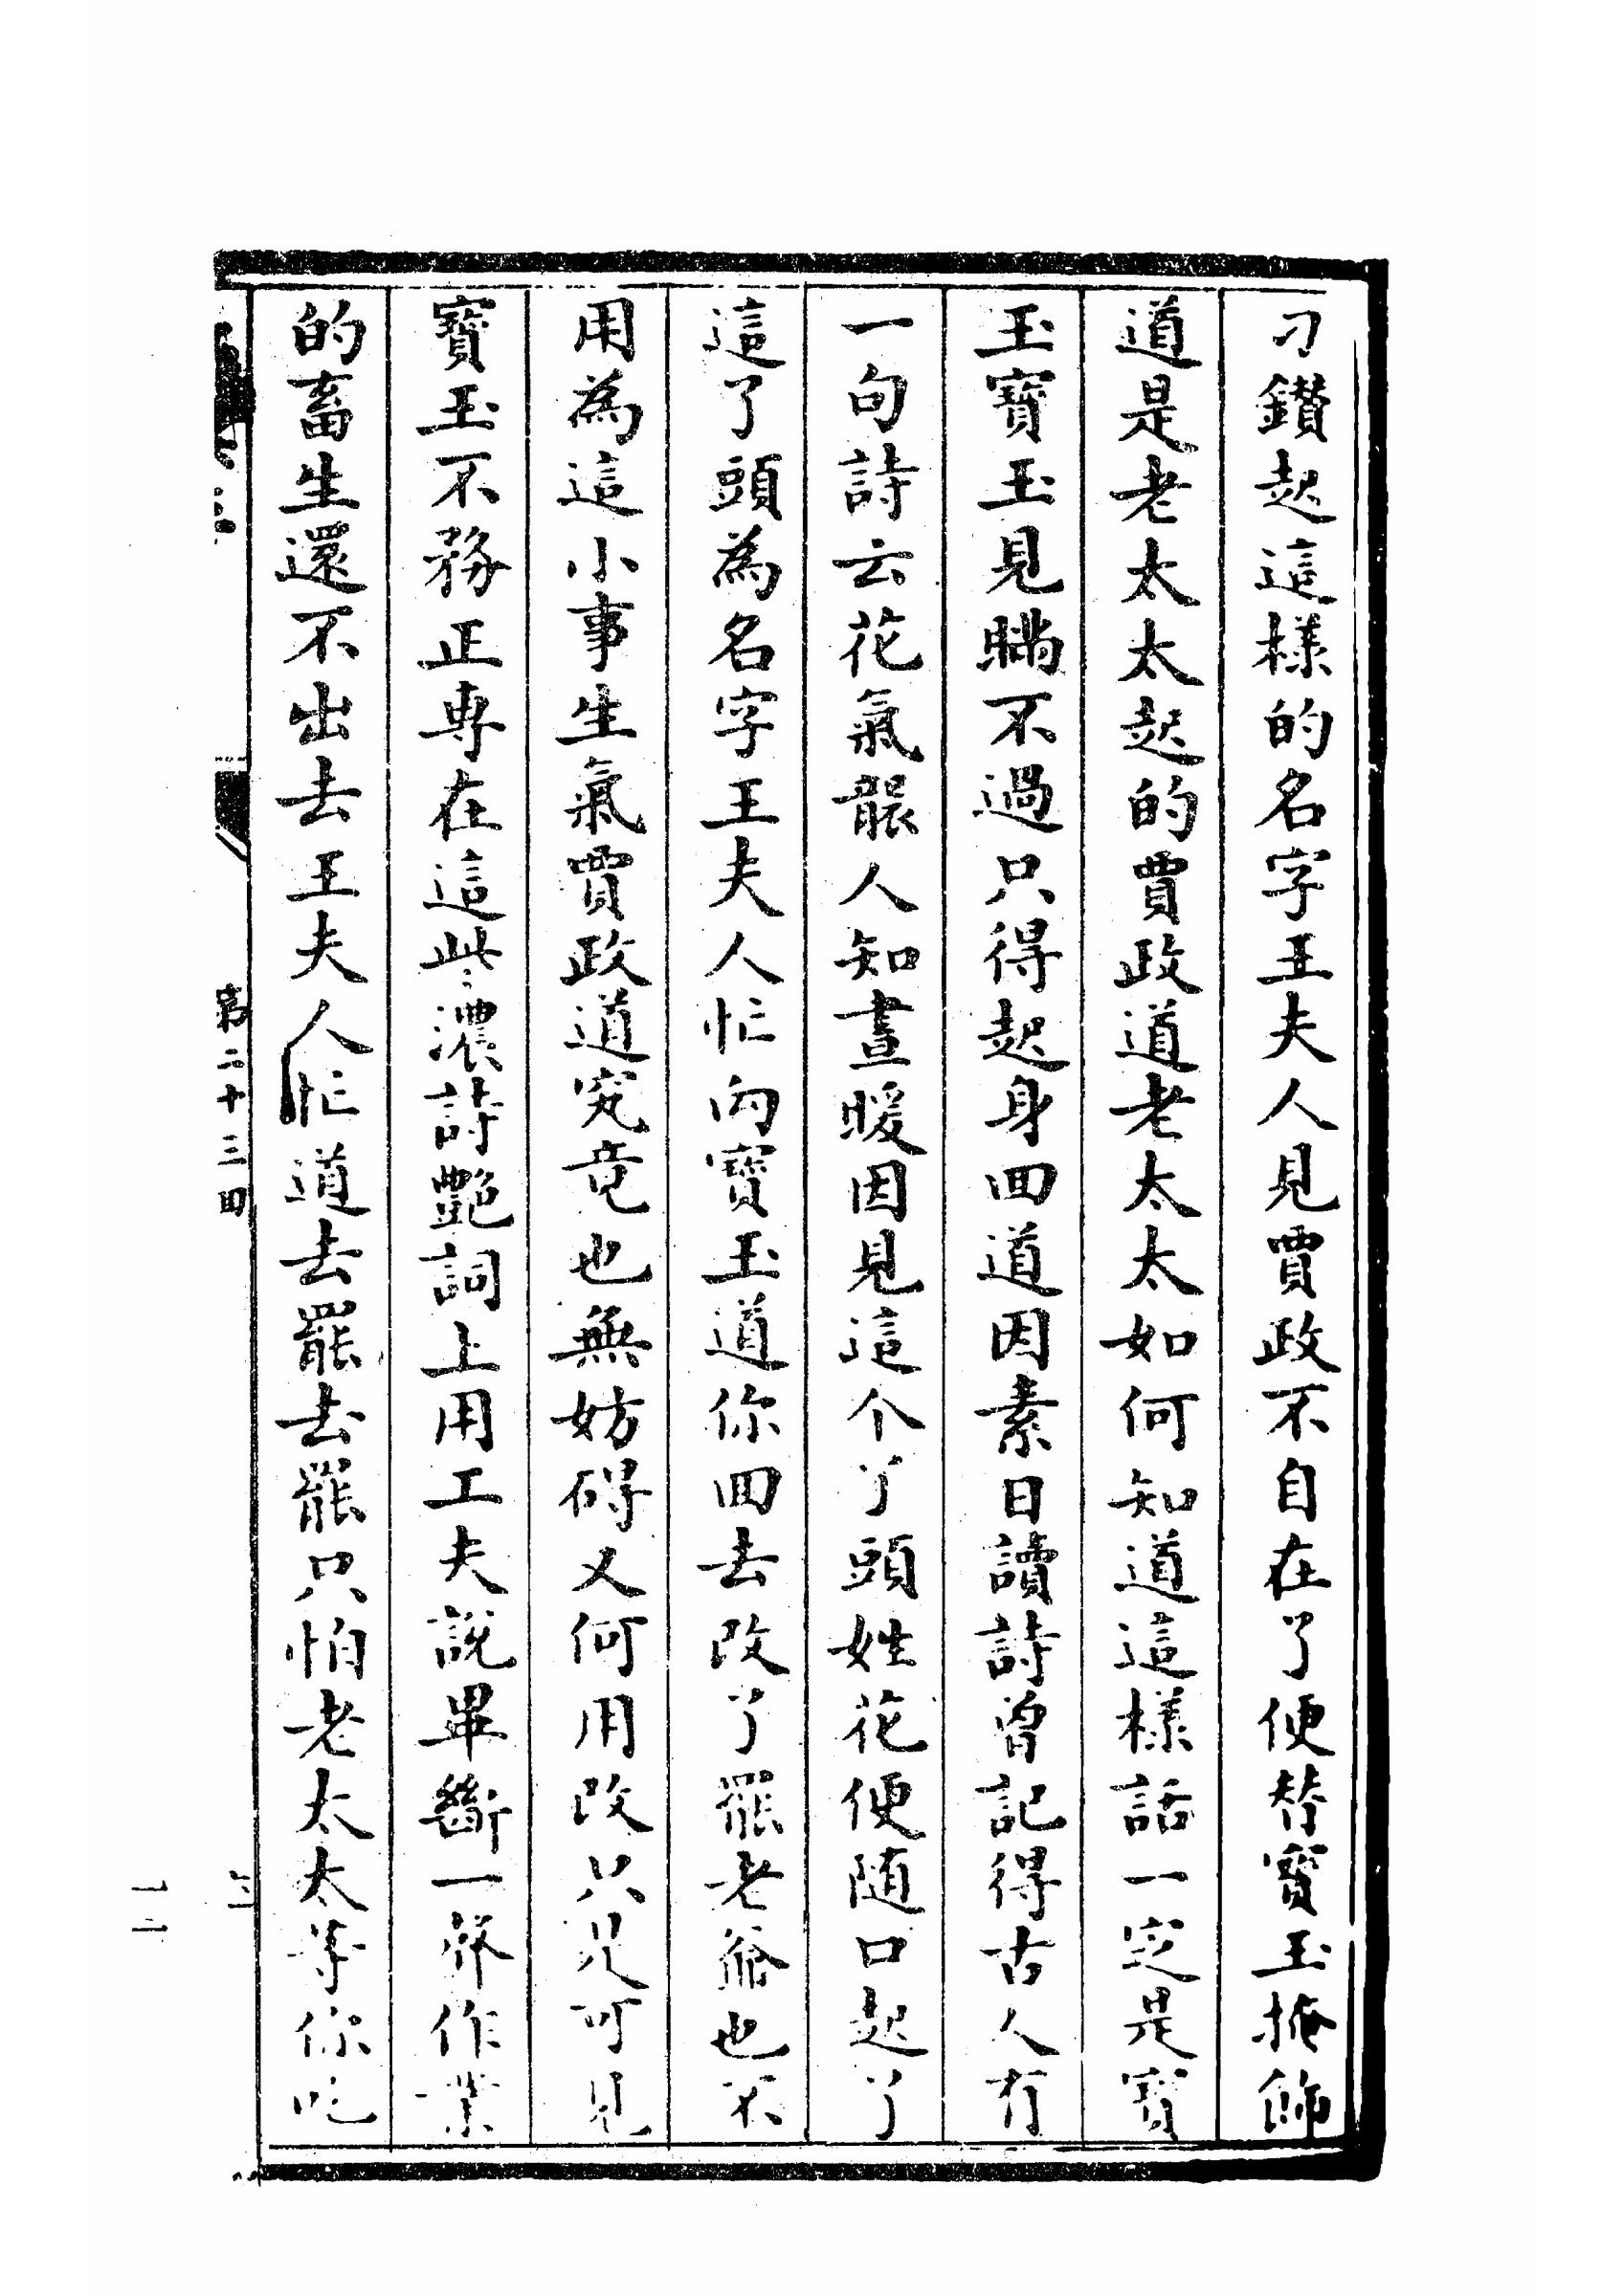 刁鑽起這樣的名字王夫人見賈政不自在了便替寳玉掩飾
道是老太太起的賈政道老太太如何知道這樣話一定是寳
玉寳玉見瞞不過只得起身回道因素日讀詩曾記得古人有
一句詩云花氣襲人知晝暖因見這个丫頭姓花便随口起了
這了頭為名字王夫人忙向寳玉道你回去改了罷老爺也不
用為這小事生氣賈政道究竟也無妨碍又何用改只見可見
寳玉不務正專在這些濃詩艷詞上用工夫說畢斷一聲作業
的畜生還不出去王夫人忙道去罷去罷只怕老太太等你吃
第二十三回
一二